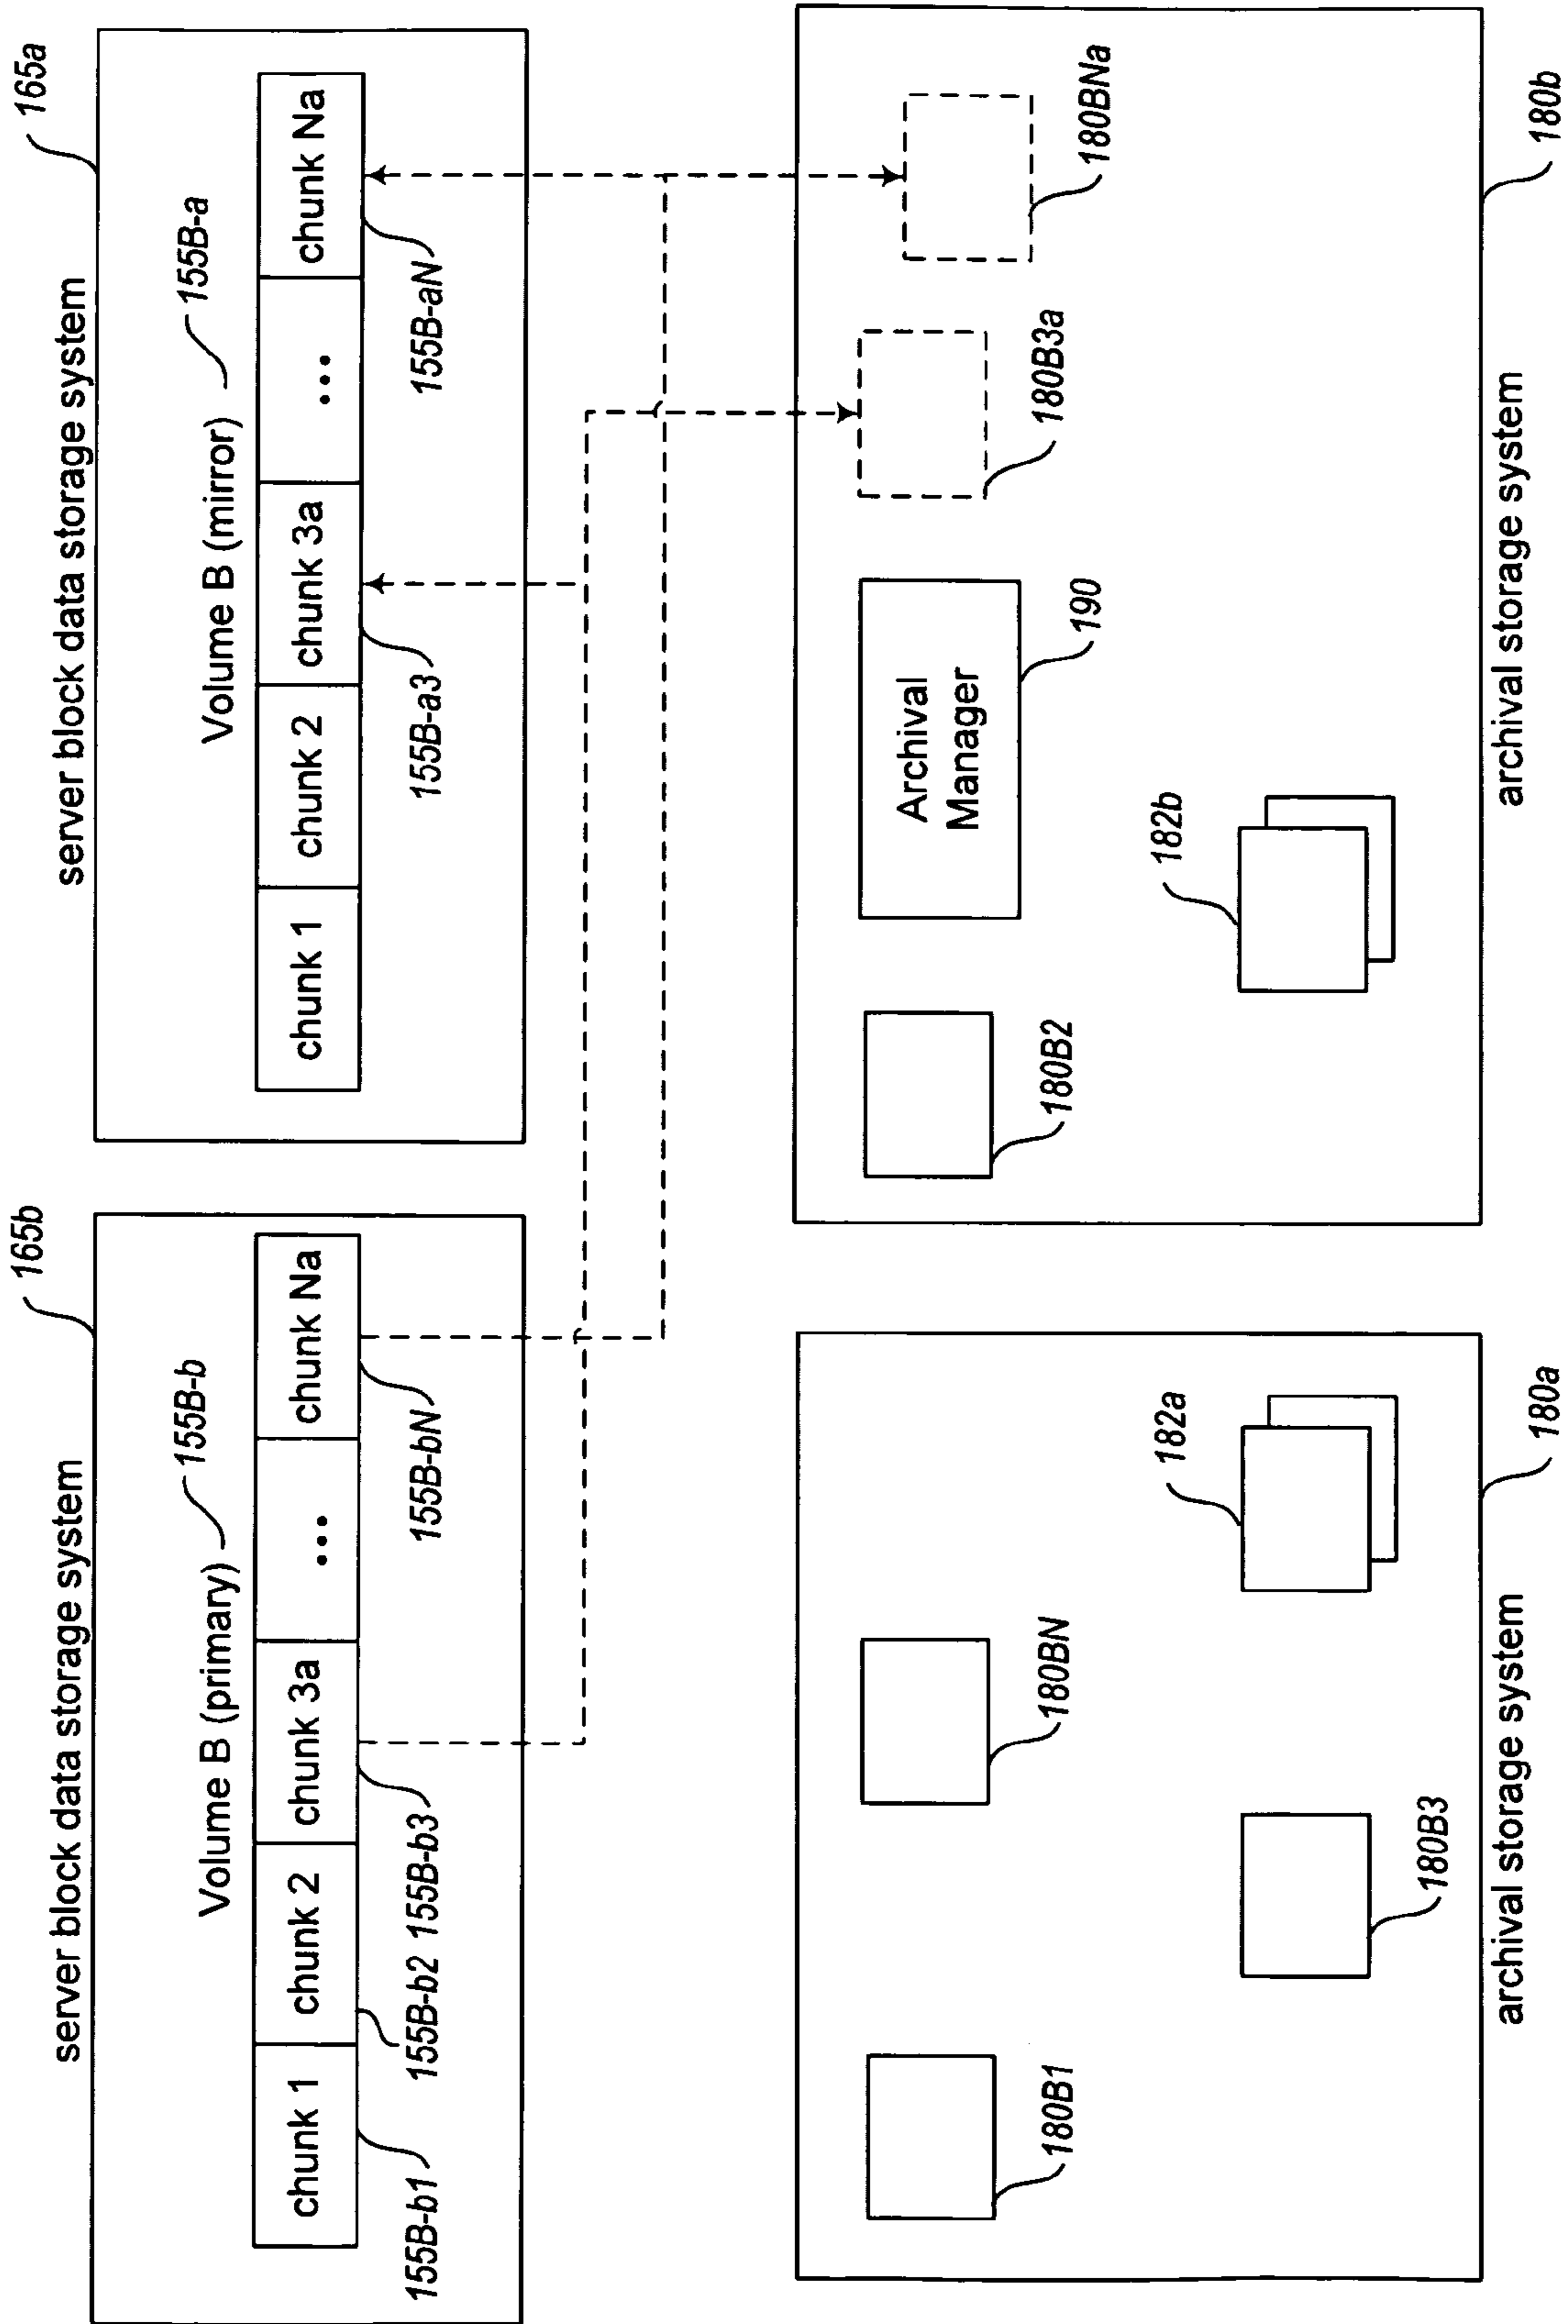 server block data storage system
165b
Volume B (primary)
155B-b
chunk 1
chunk 2
chunk 3a
...
chunk Na
155B-b1
155B-b2
155B-b3
155B-bN
server block data storage system
165a
Volume B (mirror)
155B-a
chunk 1
chunk 2
chunk 3a
...
chunk Na
155B-a3
155B-aN
180B1
180BN
180B3
182a
archival storage system
180a
180B2
Archival
Manager
190
180B3a
180BNa
182b
archival storage system
180b